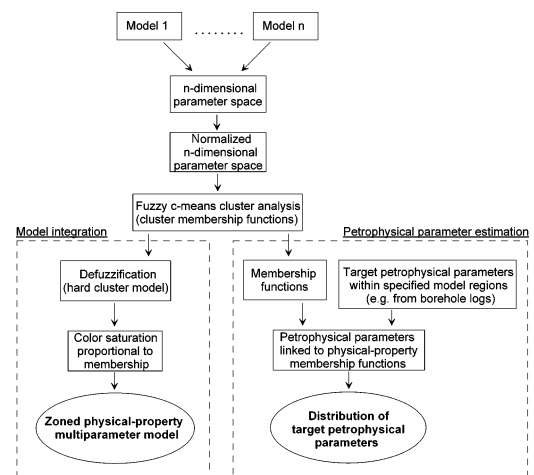 Model 1
........
Model n
n-dimensional
parameter space
Normalized
n-dimensional
parameter space
Fuzzy c-means cluster analysis
(cluster membership functions)
Model integration
Petrophysical parameter estimation
Defuzzification
(hard cluster model)
Membership
functions
Target petrophysical parameters
within specified model regions
(e.g. from borehole logs)
Color saturation
proportional to
membership
Petrophysical parameters
linked to physical-property
membership functions
Zoned physical-property
multiparameter model
Distribution of
target petrophysical
parameters